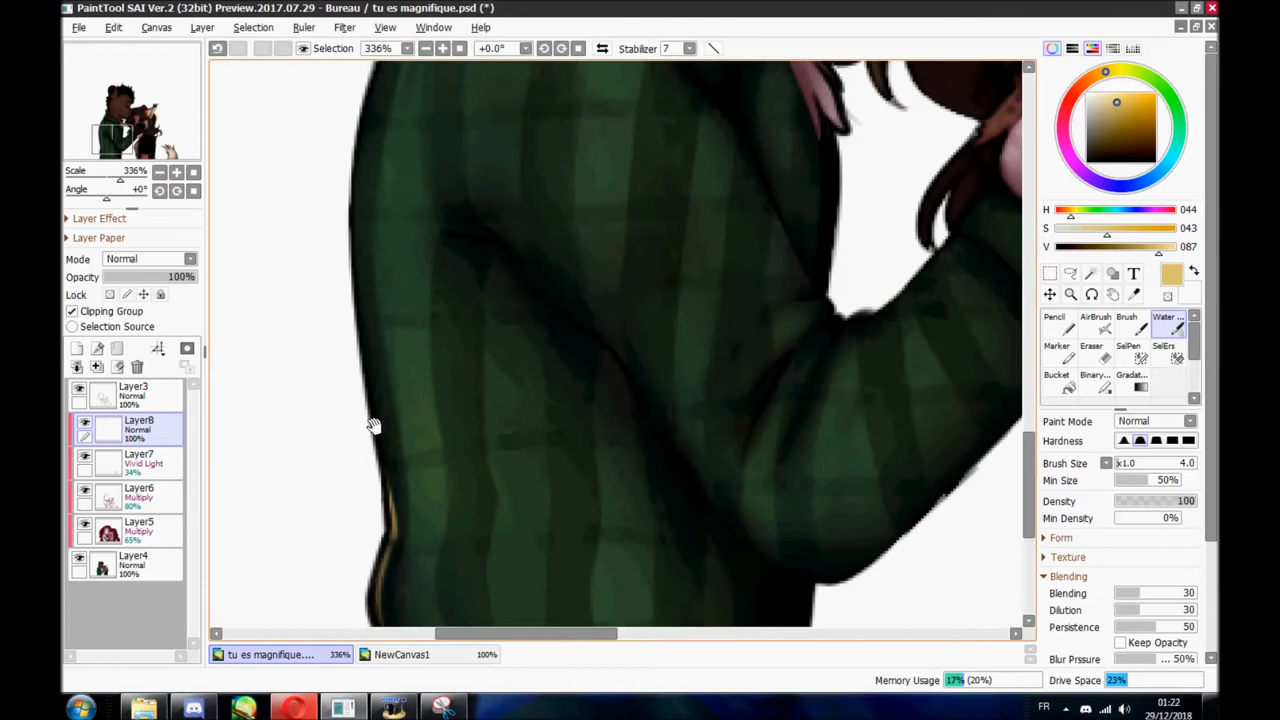 PaintTool SAI Ver.2 (32bit) Preview.2017.07.29 - Bureau / tu es magnifique.psd (*)
File Edit Canvas Layer Selection Ruler Filter View Window Help
Selection 336% +0.0° Stabilizer 7
Scale 336%
Angle +0°
Layer Effect
Layer Paper
Mode Normal
Opacity 100%
Lock
Clipping Group
Selection Source
Layer3
Normal
100%
Layer8
Normal
100%
Layer7
Vivid Light
34%
Layer6
Multiply
80%
Layer5
Multiply
65%
Layer4
Normal
100%
H 044
S 043
V 087
T
Pencil AirBrush Brush Water ...
Marker Eraser SelPen SelErs
Bucket Binary... Gradat...
Paint Mode Normal
Hardness
Brush Size x1.0 4.0
Min Size 50%
Density 100
Min Density 0%
Form
Texture
Blending
Blending 30
Dilution 30
Persistence 50
Keep Opacity
Blur Prssure ... 50%
tu es magnifique.... 336% NewCanvas1 100%
Memory Usage 17% (20%) Drive Space 23%
FR 01:22
29/12/2018